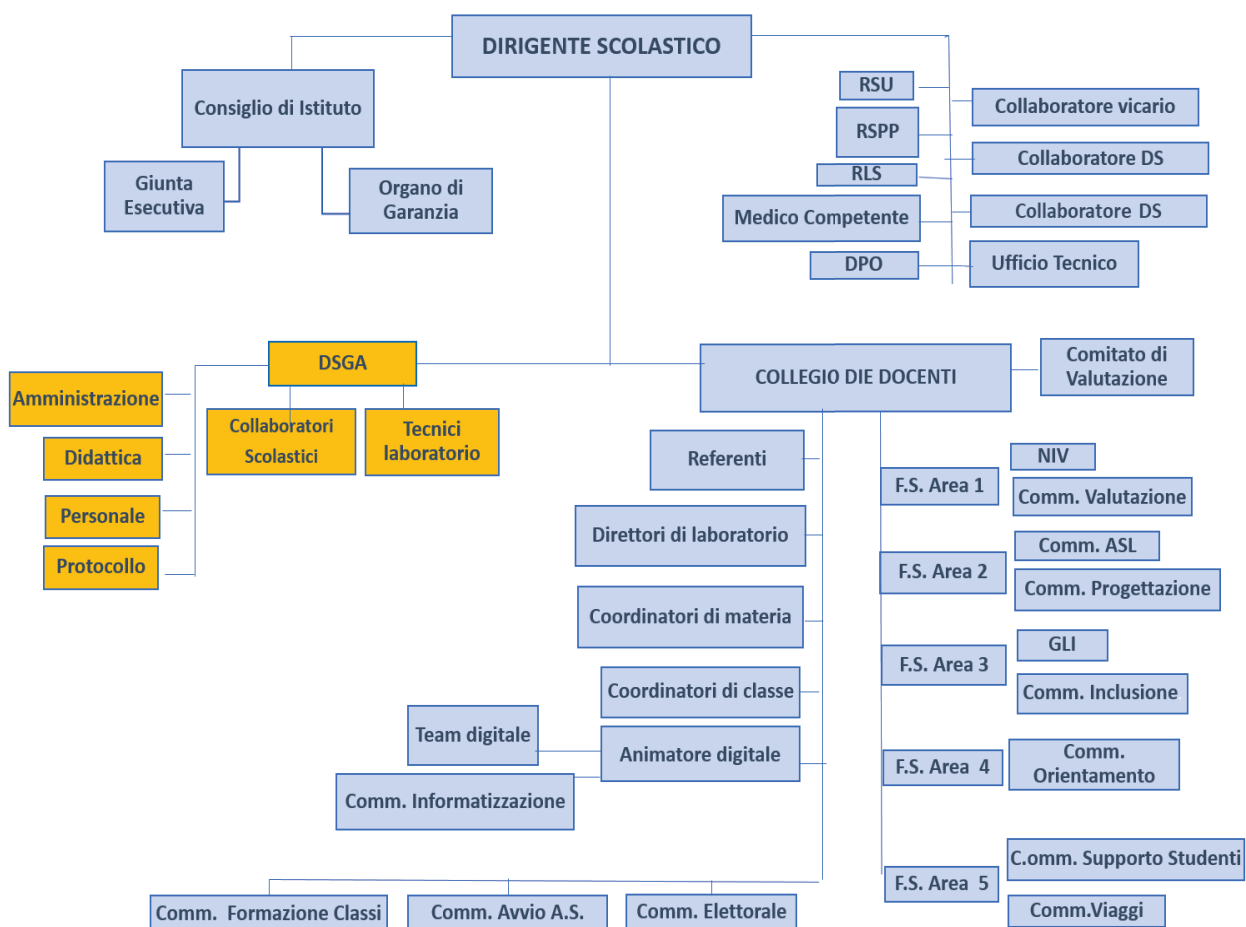 DIRIGENTE SCOLASTICO
Consiglio di Istituto
Giunta
Esecutiva
Organo di
Garanzia
RSU
RSPP
RLS
Medico Competente
DPO
Collaboratore vicario
Collaboratore DS
Collaboratore DS
Ufficio Tecnico
DSGA
Amministrazione
Didattica
Personale
Protocollo
Collaboratori
Scolastici
Tecnici
laboratorio
COLLEGIO DIE DOCENTI
Comitato di
Valutazione
Referenti
Direttori di laboratorio
Coordinatori di materia
Coordinatori di classe
Animatore digitale
Team digitale
Comm. Informatizzazione
Comm. Formazione Classi
Comm. Avvio A.S.
Comm. Elettorale
F.S. Area 1
NIV
Comm. Valutazione
F.S. Area 2
Comm. ASL
Comm. Progettazione
F.S. Area 3
GLI
Comm. Inclusione
F.S. Area 4
Comm.
Orientamento
F.S. Area 5
C.omm. Supporto Studenti
Comm.Viaggi